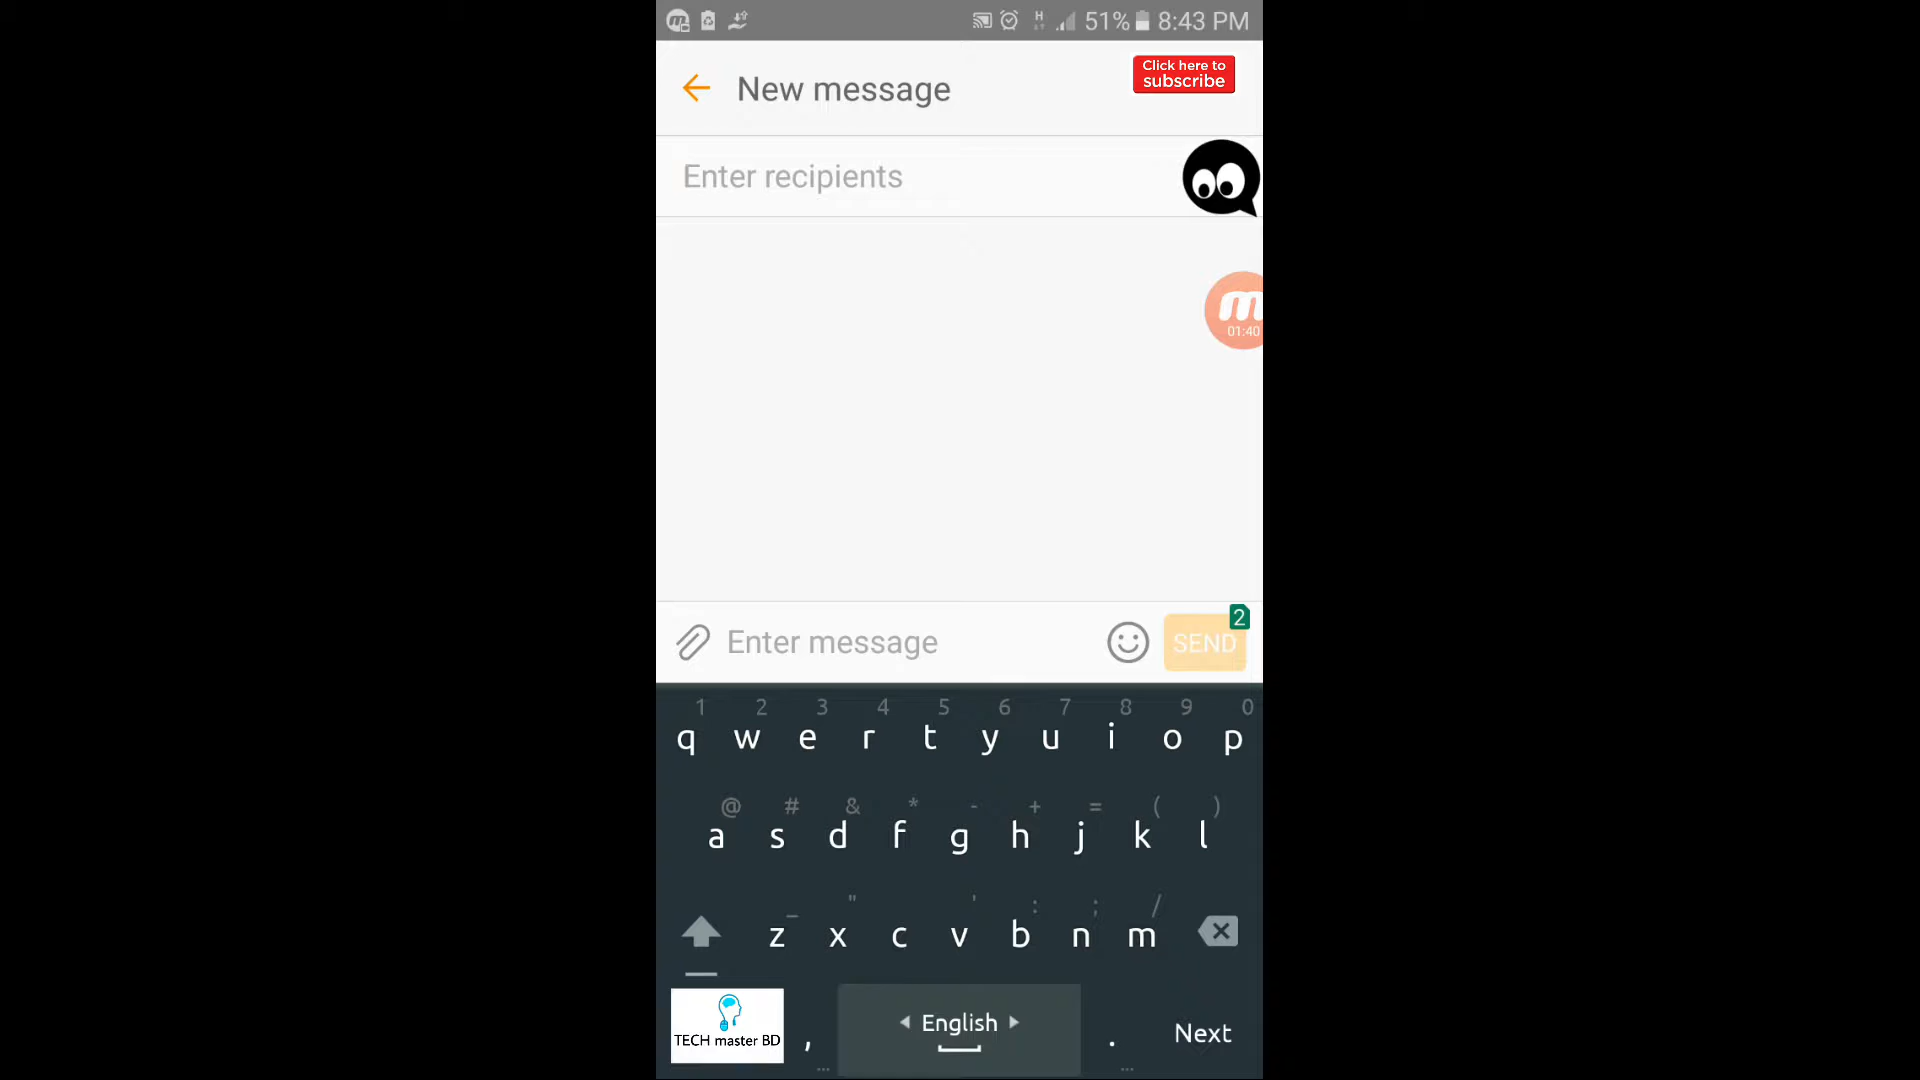 51% 8:43 PM
New message
Click here to
subscribe
Enter recipients
m
01:40
Enter message
SEND
2
1 2 3 4 5 6 7 8 9 0
q w e r t y u i o p
@ # & * - + = ( )
a s d f g h j k l
_ " ' : ; /
z x c v b n m
TECH master BD
, English .
Next